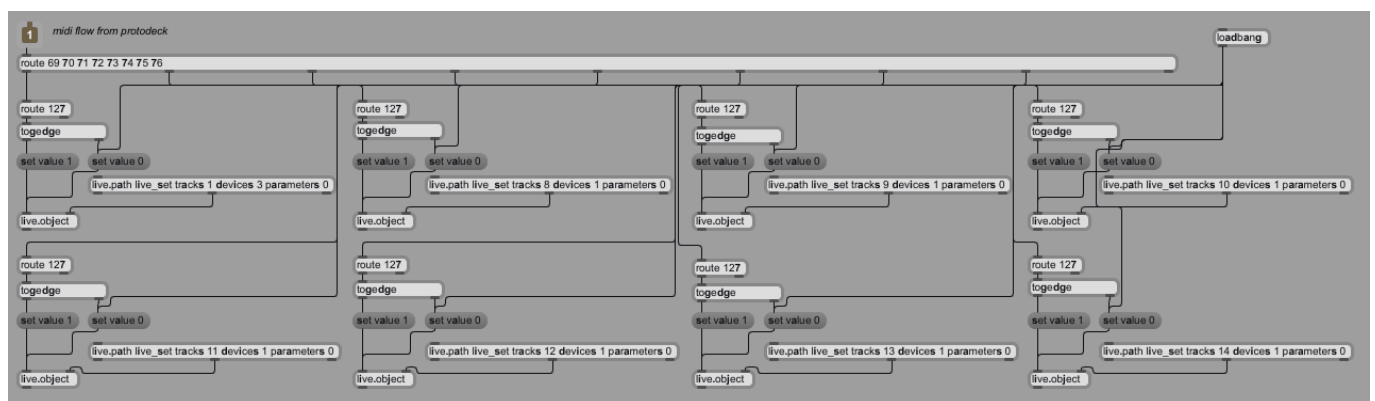 1 midi flow from protodeck
loadbang
route 69 70 71 72 73 74 75 76
route 127
togedge
set value 1 set value 0
live.path live_set tracks 1 devices 3 parameters 0
live.object
route 127
togedge
set value 1 set value 0
live.path live_set tracks 8 devices 1 parameters 0
live.object
route 127
togedge
set value 1 set value 0
live.path live_set tracks 9 devices 1 parameters 0
live.object
route 127
togedge
set value 1 set value 0
live.path live_set tracks 10 devices 1 parameters 0
live.object
route 127
togedge
set value 1 set value 0
live.path live_set tracks 11 devices 1 parameters 0
live.object
route 127
togedge
set value 1 set value 0
live.path live_set tracks 12 devices 1 parameters 0
live.object
route 127
togedge
set value 1 set value 0
live.path live_set tracks 13 devices 1 parameters 0
live.object
route 127
togedge
set value 1 set value 0
live.path live_set tracks 14 devices 1 parameters 0
live.object